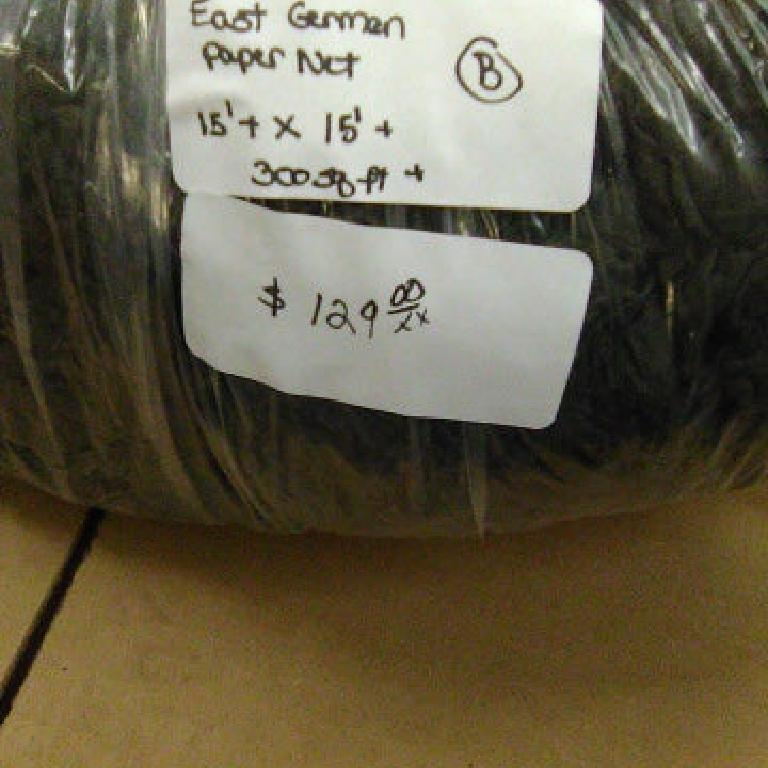 East German
Paper Net
B
15'+ x 15'+
300 sq-ft +
$ 129 00/xx